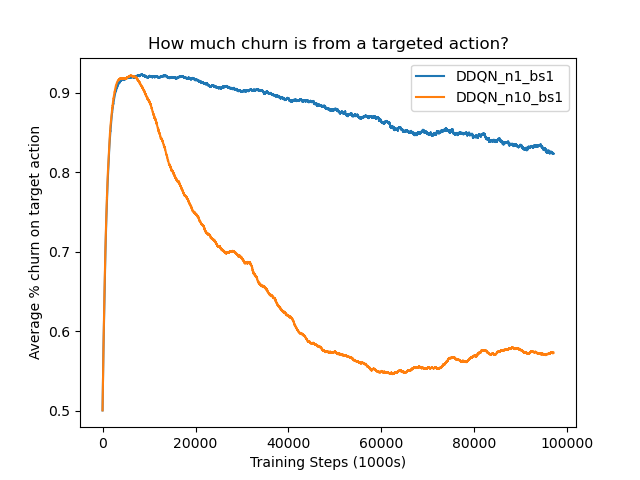 How much churn is from a targeted action?
DDQN_n1_bs1
DDQN_n10_bs1
Average % churn on target action
0.9
0.8
0.7
0.6
0.5
0 20000 40000 60000 80000 100000
Training Steps (1000s)